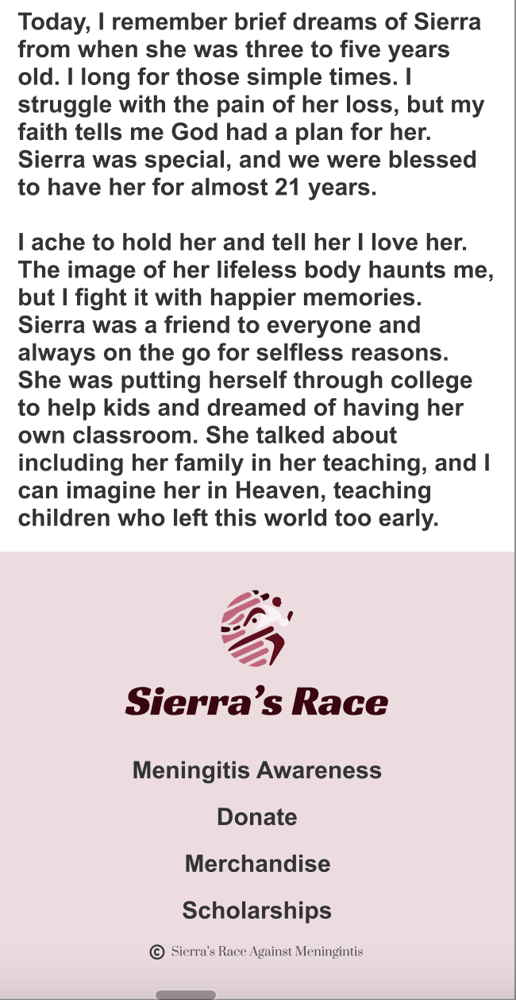 Today, I remember brief dreams of Sierra
from when she was three to five years
old. I long for those simple times. I
struggle with the pain of her loss, but my
faith tells me God had a plan for her.
Sierra was special, and we were blessed
to have her for almost 21 years.
I ache to hold her and tell her I love her.
The image of her lifeless body haunts me,
but I fight it with happier memories.
Sierra was a friend to everyone and
always on the go for selfless reasons.
She was putting herself through college
to help kids and dreamed of having her
own classroom. She talked about
including her family in her teaching, and I
can imagine her in Heaven, teaching
children who left this world too early.
Sierra’s Race
Meningitis Awareness
Donate
Merchandise
Scholarships
© Sierra’s Race Against Meningintis